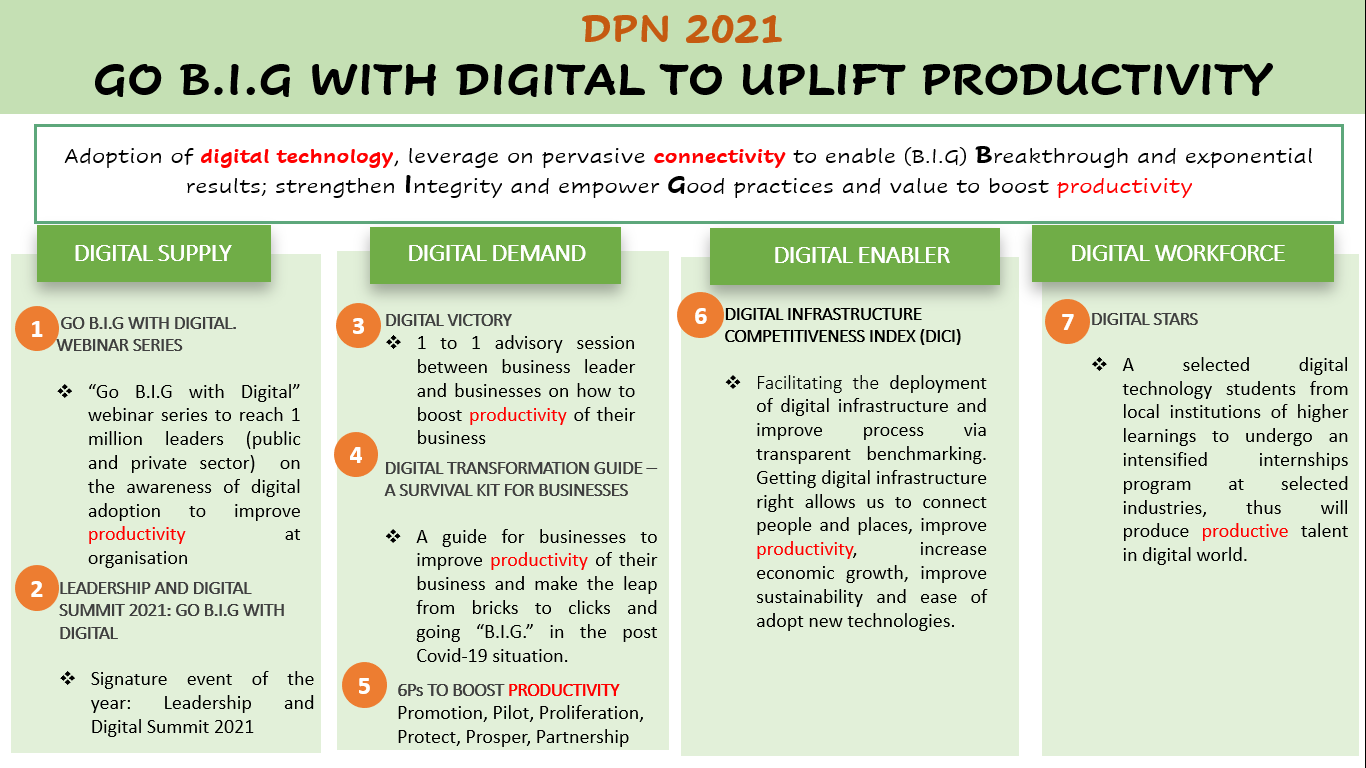 DPN 2021
GO B.I.G WITH DIGITAL TO UPLIFT PRODUCTIVITY
Adoption of digital technology, leverage on pervasive connectivity to enable (B.I.G) Breakthrough and exponential
results; strengthen Integrity and empower Good practices and value to boost productivity
DIGITAL SUPPLY
1
GO B.I.G WITH DIGITAL.
WEBINAR SERIES
❖ “Go B.I.G with Digital”
webinar series to reach 1
million leaders (public
and private sector) on
the awareness of digital
adoption to improve
productivity at
organisation
2
LEADERSHIP AND DIGITAL
SUMMIT 2021: GO B.I.G WITH
DIGITAL
❖ Signature event of the
year: Leadership and
Digital Summit 2021
DIGITAL DEMAND
3
DIGITAL VICTORY
❖ 1 to 1 advisory session
between business leader
and businesses on how to
boost productivity of their
business
4
DIGITAL TRANSFORMATION GUIDE –
A SURVIVAL KIT FOR BUSINESSES
❖ A guide for businesses to
improve productivity of their
business and make the leap
from bricks to clicks and
going “B.I.G.” in the post
Covid-19 situation.
5
6Ps TO BOOST PRODUCTIVITY
Promotion, Pilot, Proliferation,
Protect, Prosper, Partnership
DIGITAL ENABLER
6
DIGITAL INFRASTRUCTURE
COMPETITIVENESS INDEX (DICI)
❖ Facilitating the deployment
of digital infrastructure and
improve process via
transparent benchmarking.
Getting digital infrastructure
right allows us to connect
people and places, improve
productivity, increase
economic growth, improve
sustainability and ease of
adopt new technologies.
DIGITAL WORKFORCE
7
DIGITAL STARS
❖ A selected digital
technology students from
local institutions of higher
learnings to undergo an
intensified internships
program at selected
industries, thus will
produce productive talent
in digital world.